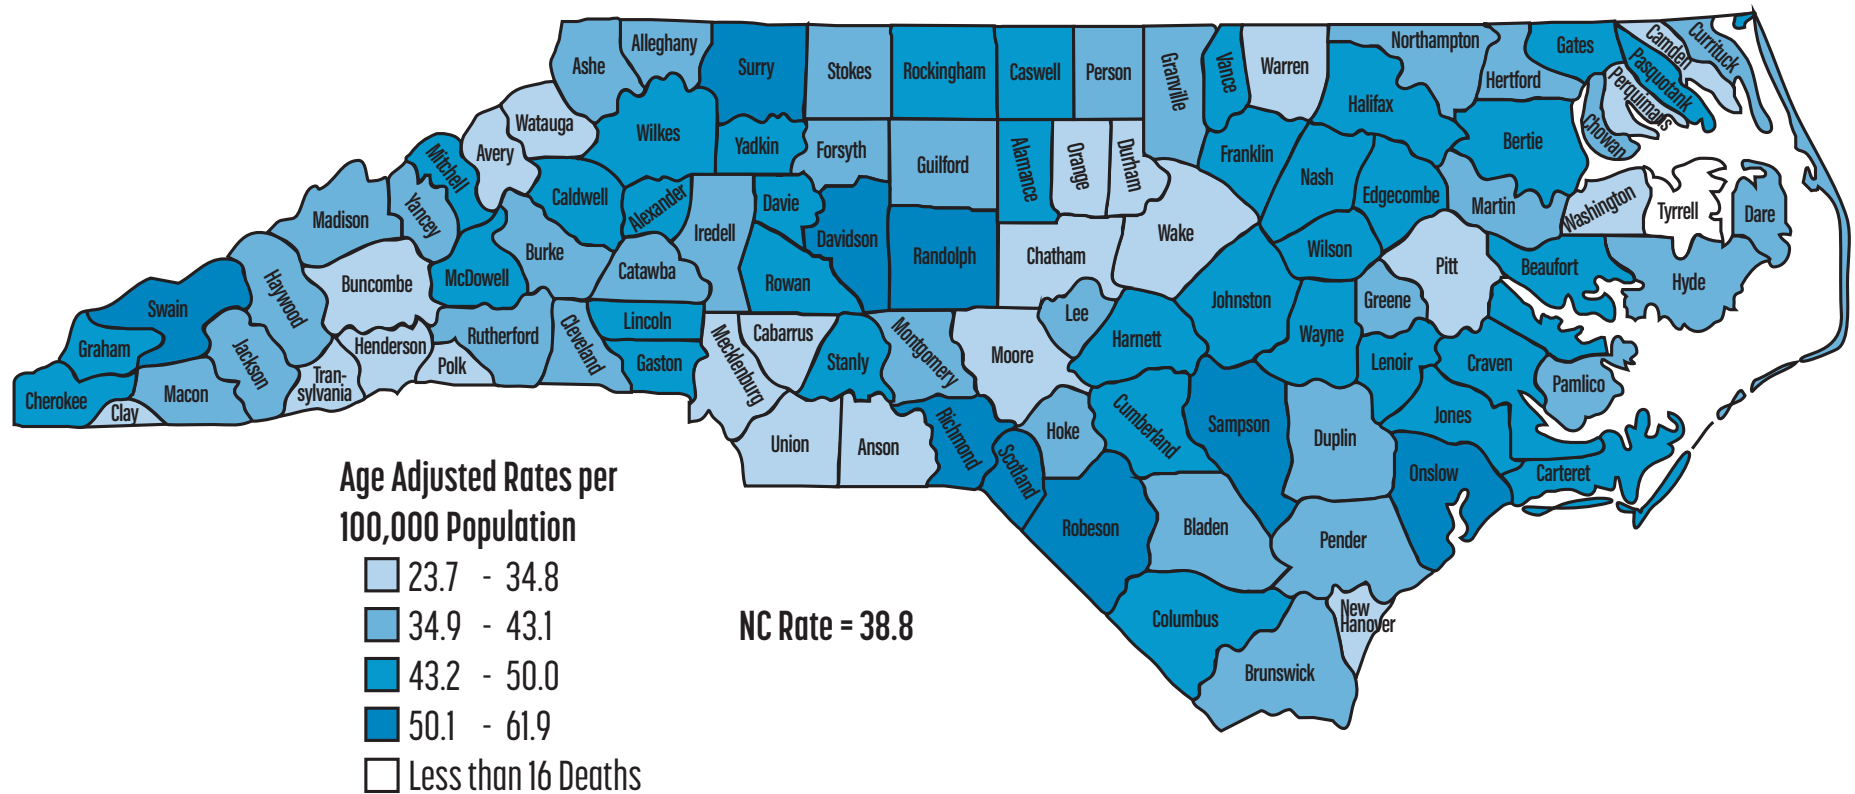 Alleghany
Northampton
Camden
Currituck
Ashe
Surry
Stokes
Rockingham
Caswell
Person
Granville
Vance
Warren
Gates
Hertford
Pasquotank
Perquimans
Halifax
Watauga
Wilkes
Yadkin
Forsyth
Guilford
Alamance
Orange
Durham
Franklin
Bertie
Chowan
Avery
Mitchell
Caldwell
Alexander
Davie
Nash
Edgecombe
Martin
Washington
Tyrrell
Dare
Madison
Yancey
Iredell
Davidson
Randolph
Chatham
Wake
Wilson
Burke
Catawba
Rowan
Pitt
Beaufort
Hyde
Buncombe
McDowell
Haywood
Swain
Johnston
Greene
Lee
Graham
Jackson
Henderson
Rutherford
Cleveland
Lincoln
Gaston
Mecklenburg
Cabarrus
Stanly
Montgomery
Moore
Harnett
Wayne
Lenoir
Craven
Pamlico
Cherokee
Clay
Macon
Tran-
sylvania
Polk
Union
Anson
Richmond
Scotland
Hoke
Cumberland
Sampson
Duplin
Jones
Onslow
Carteret
Robeson
Bladen
Pender
Columbus
New
Hanover
Brunswick
Age Adjusted Rates per
100,000 Population
23.7 - 34.8
34.9 - 43.1
43.2 - 50.0
50.1 - 61.9
Less than 16 Deaths
NC Rate = 38.8